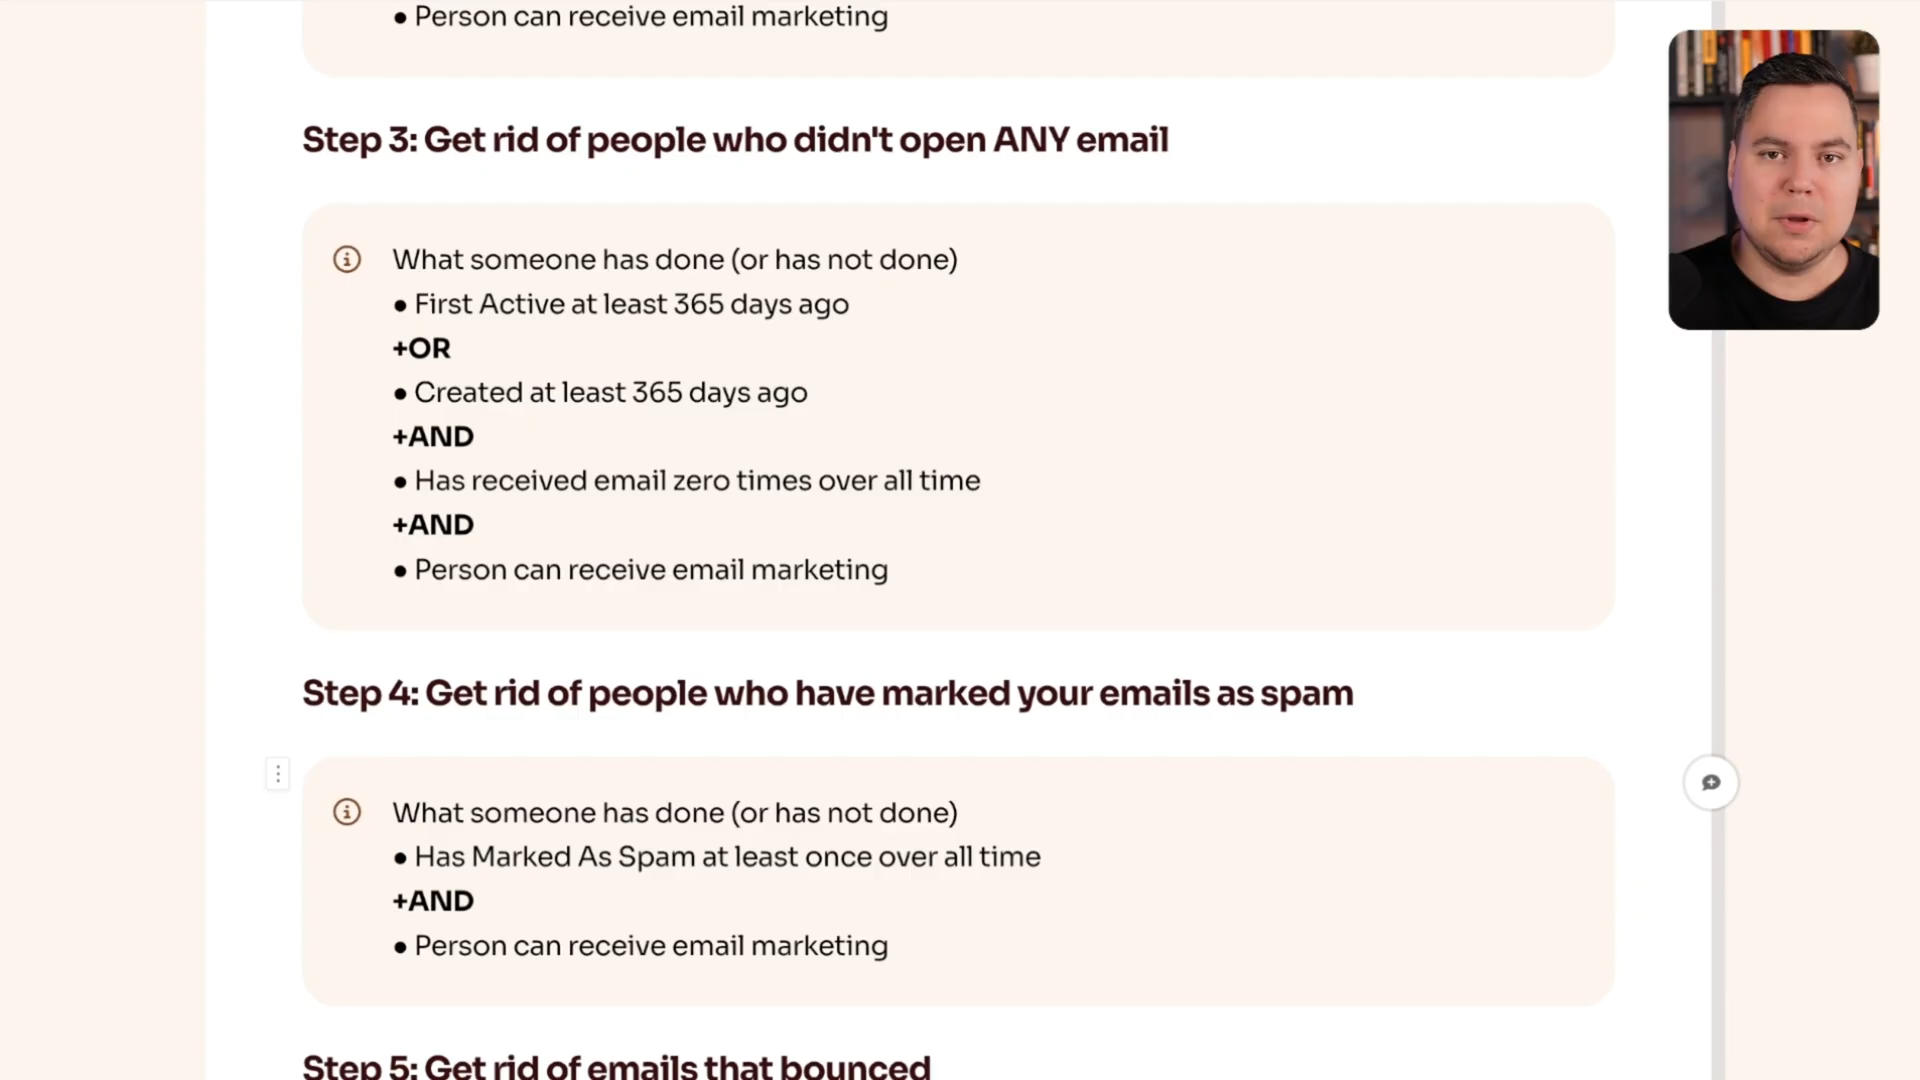 • Person can receive email marketing
Step 3: Get rid of people who didn't open ANY email
What someone has done (or has not done)
• First Active at least 365 days ago
+OR
• Created at least 365 days ago
+AND
• Has received email zero times over all time
+AND
• Person can receive email marketing
Step 4: Get rid of people who have marked your emails as spam
What someone has done (or has not done)
• Has Marked As Spam at least once over all time
+AND
• Person can receive email marketing
Step 5: Get rid of emails that bounced